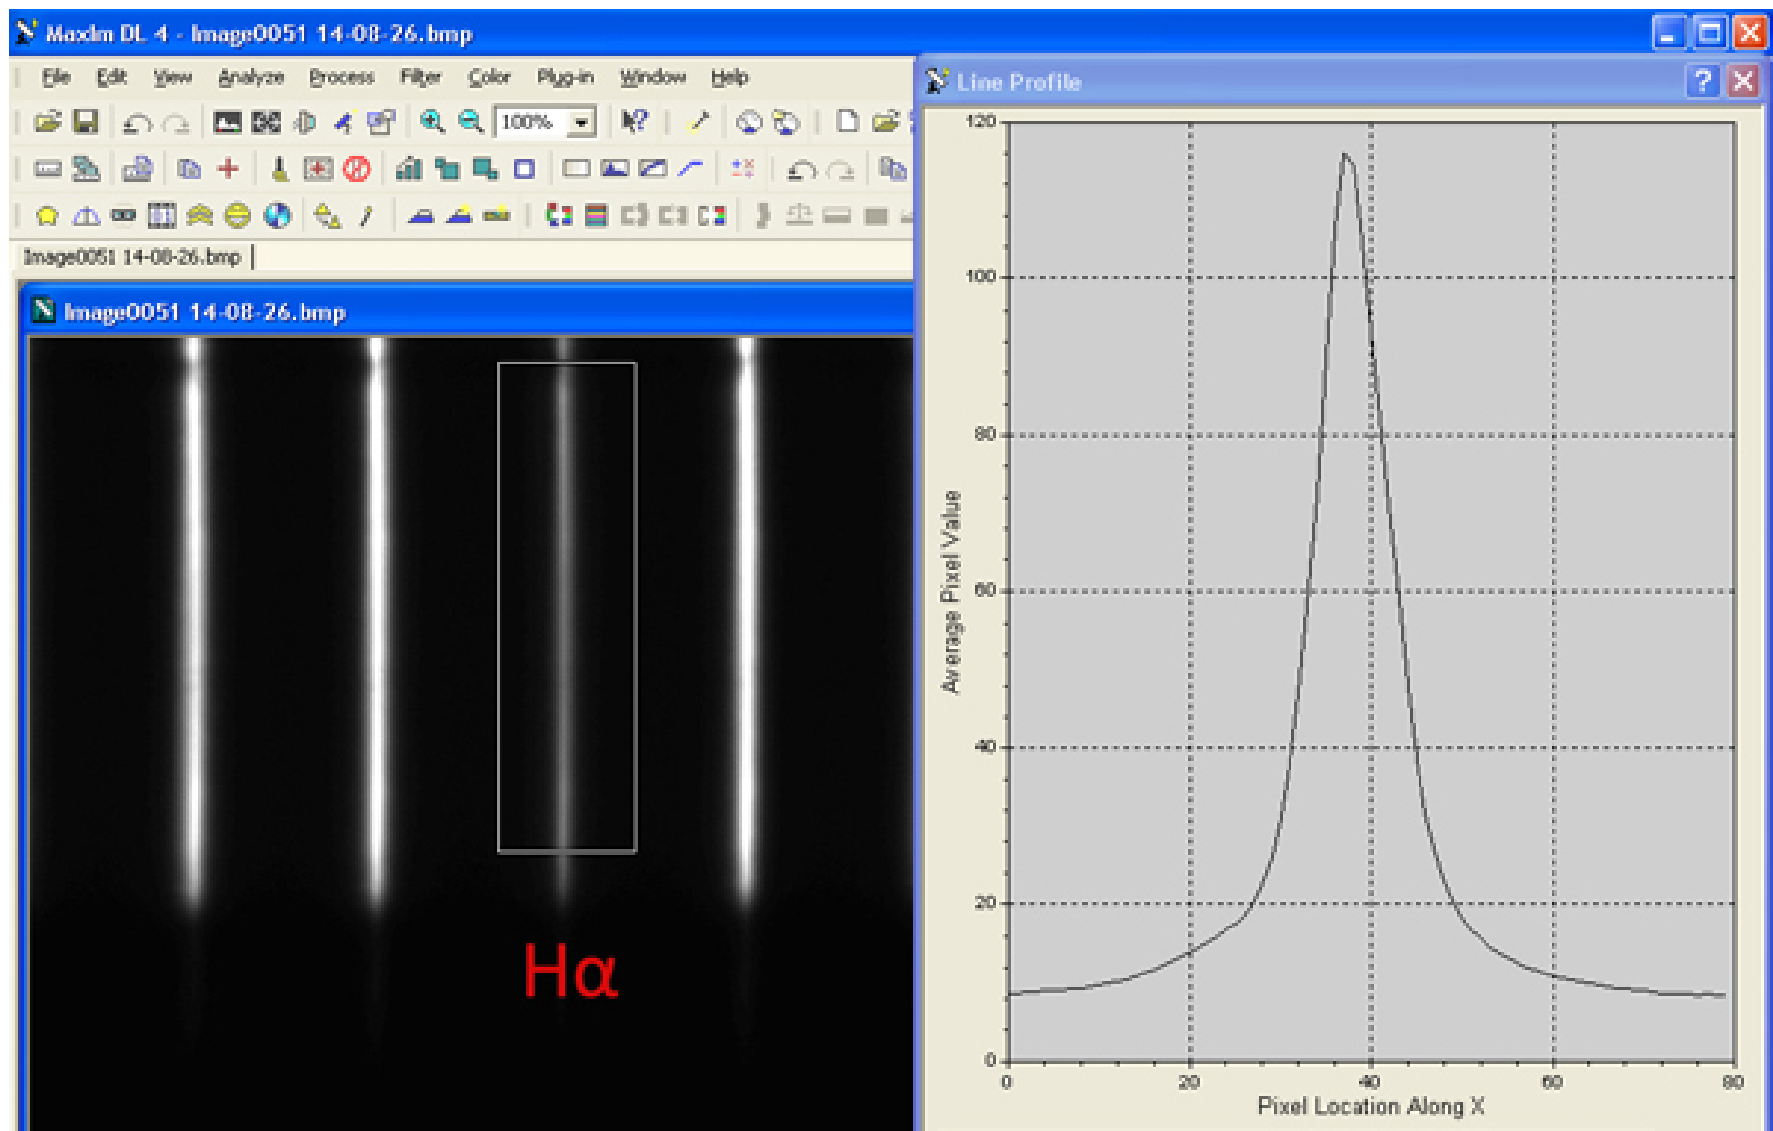 MaxIm DL 4 - Image0051 14-08-26.bmp
File Edit View Analyze Process Filter Color Plug-in Window Help
100%
Image0051 14-08-26.bmp
Image0051 14-08-26.bmp
Hα
Line Profile
120
100
80
60
40
20
0
Average Pixel Value
0 20 40 60 80
Pixel Location Along X